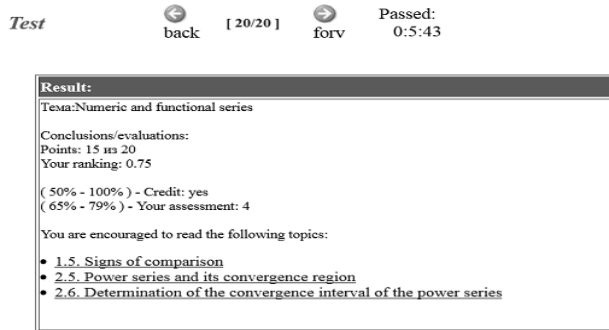 Test
back
[ 20/20 ]
forv
Passed:
0:5:43
Result:
Тема:Numeric and functional series
Conclusions/evaluations:
Points: 15 из 20
Your ranking: 0.75
( 50% - 100% ) - Credit: yes
( 65% - 79% ) - Your assessment: 4
You are encouraged to read the following topics:
• 1.5. Signs of comparison
• 2.5. Power series and its convergence region
• 2.6. Determination of the convergence interval of the power series